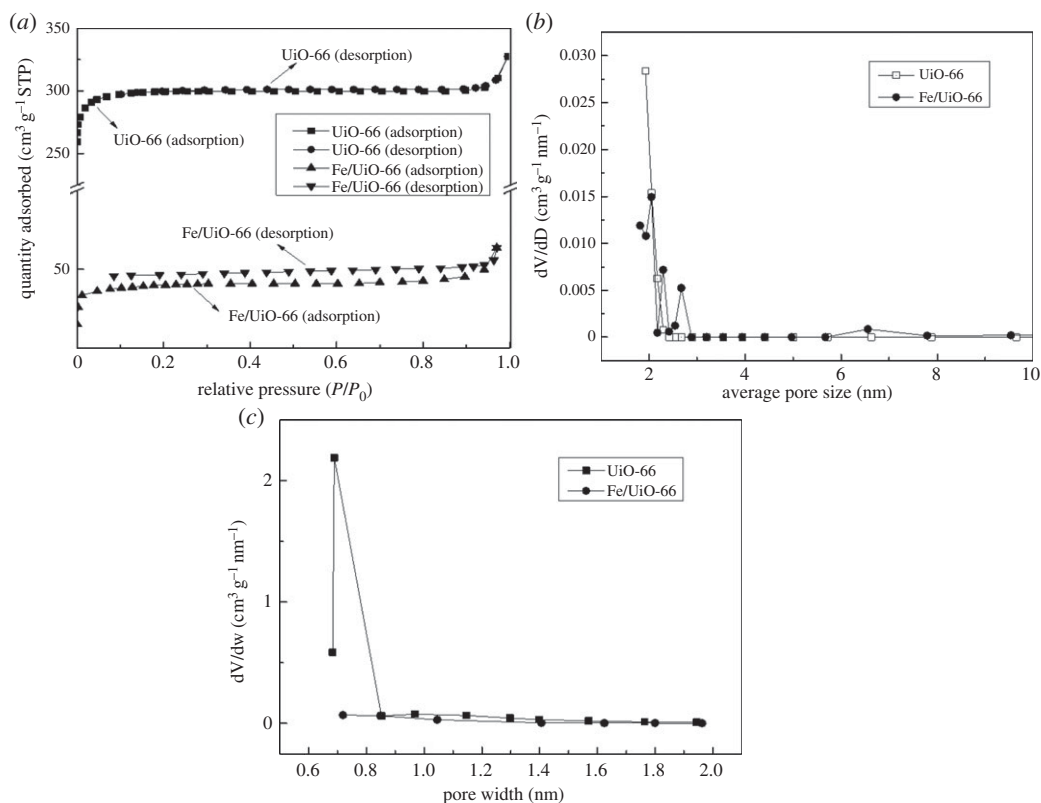 (a)
350
300
250
50
quantity adsorbed (cm³ g⁻¹ STP)
UiO-66 (desorption)
UiO-66 (adsorption)
UiO-66 (adsorption)
UiO-66 (desorption)
Fe/UiO-66 (adsorption)
Fe/UiO-66 (desorption)
Fe/UiO-66 (desorption)
Fe/UiO-66 (adsorption)
0 0.2 0.4 0.6 0.8 1.0
relative pressure (P/P₀)
(b)
0.030
0.025
0.020
0.015
0.010
0.005
0
dV/dD (cm³ g⁻¹ nm⁻¹)
UiO-66
Fe/UiO-66
2 4 6 8 10
average pore size (nm)
(c)
2
1
0
dV/dw (cm³ g⁻¹ nm⁻¹)
UiO-66
Fe/UiO-66
0.6 0.8 1.0 1.2 1.4 1.6 1.8 2.0
pore width (nm)